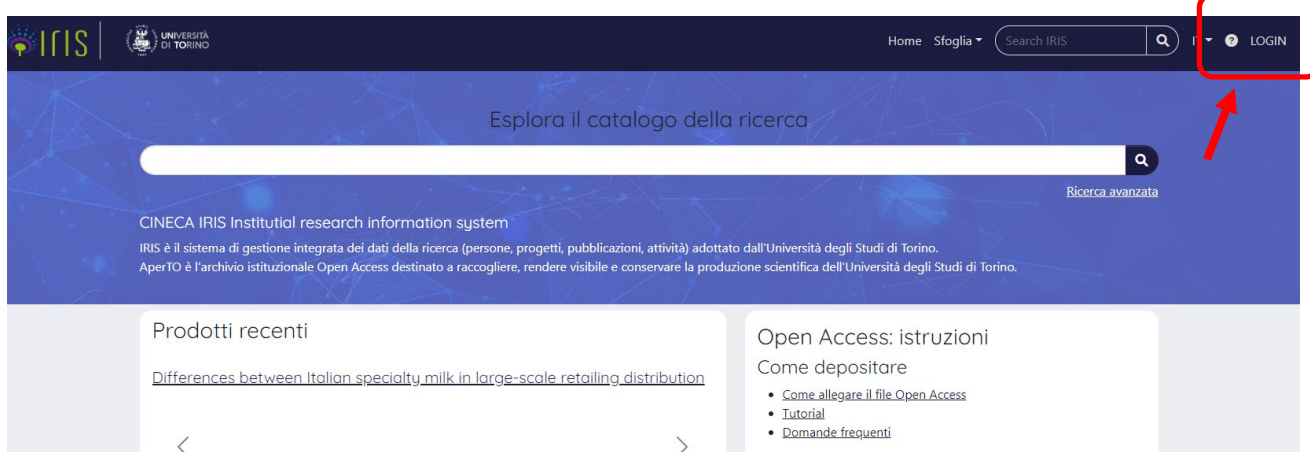 IRIS
UNIVERSITÀ
DI TORINO
Home Sfoglia Search IRIS IT ? LOGIN
Esplora il catalogo della ricerca
Ricerca avanzata
CINECA IRIS Institutial research information system
IRIS è il sistema di gestione integrata dei dati della ricerca (persone, progetti, pubblicazioni, attività) adottato dall'Università degli Studi di Torino.
AperTO è l'archivio istituzionale Open Access destinato a raccogliere, rendere visibile e conservare la produzione scientifica dell'Università degli Studi di Torino.
Prodotti recenti
Differences between Italian specialty milk in large-scale retailing distribution
Open Access: istruzioni
Come depositare
Come allegare il file Open Access
Tutorial
Domande frequenti